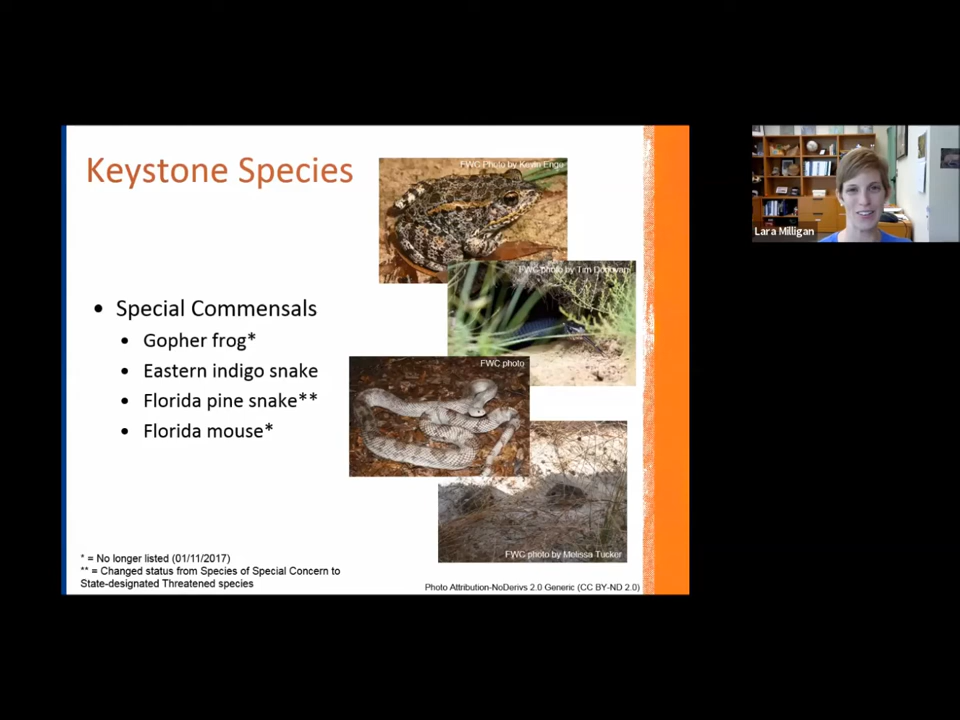 Keystone Species
FWC Photo by Kevin Enge
FWC photo by Tim Donovan
• Special Commensals
• Gopher frog*
• Eastern indigo snake
• Florida pine snake**
• Florida mouse*
FWC photo
FWC photo by Melissa Tucker
* = No longer listed (01/11/2017)
** = Changed status from Species of Special Concern to
State-designated Threatened species
Photo Attribution-NoDerivs 2.0 Generic (CC BY-ND 2.0)
Lara Milligan